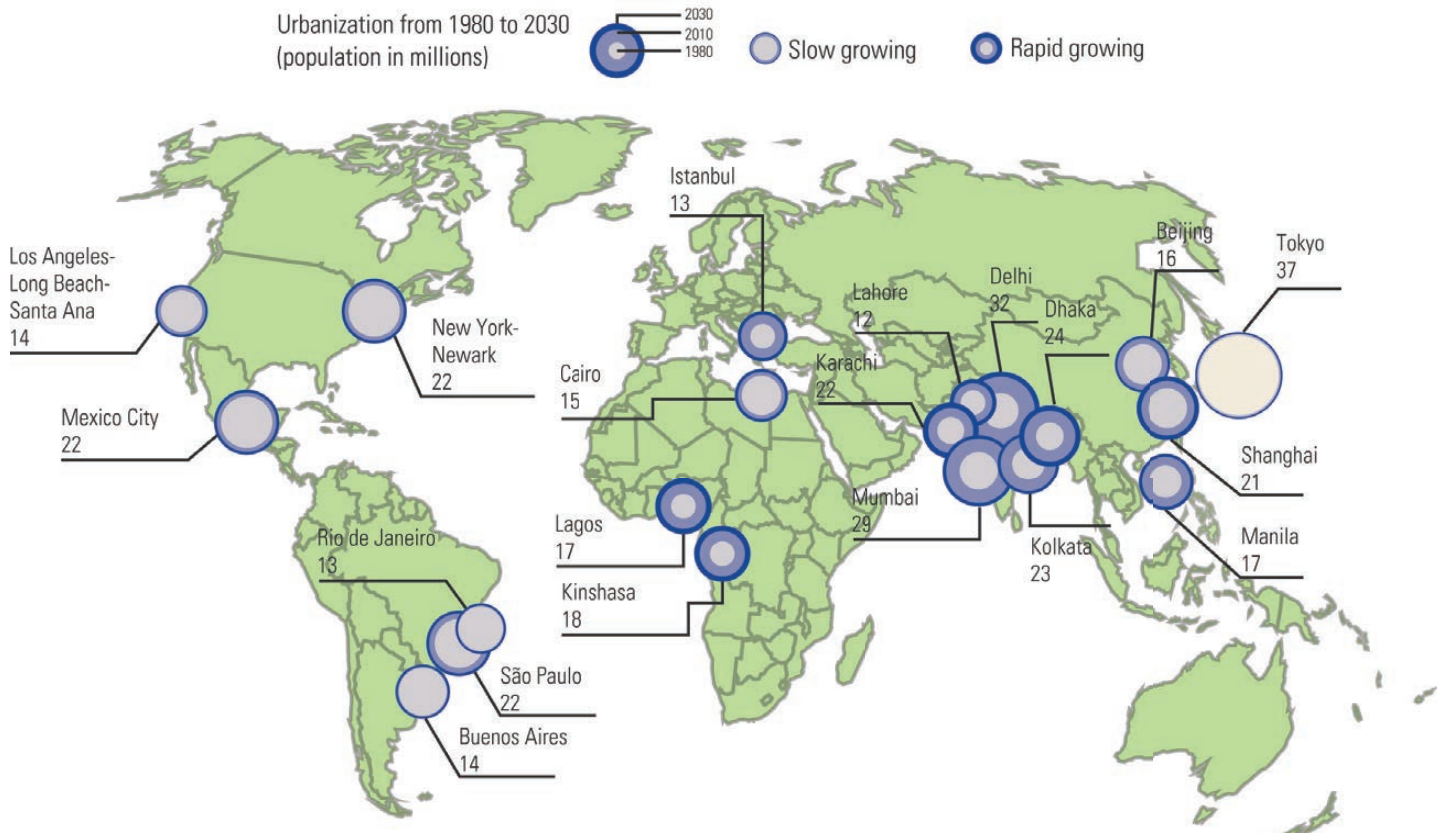 Urbanization from 1980 to 2030
(population in millions)
2030
2010
1980
Slow growing
Rapid growing
Istanbul
13
Beijing
16
Tokyo
37
Los Angeles-
Long Beach-
Santa Ana
14
New York-
Newark
22
Lahore
12
Delhi
32
Dhaka
24
Cairo
15
Karachi
22
Mexico City
22
Shanghai
21
Lagos
17
Mumbai
29
Kolkata
23
Manila
17
Rio de Janeiro
13
Kinshasa
18
São Paulo
22
Buenos Aires
14